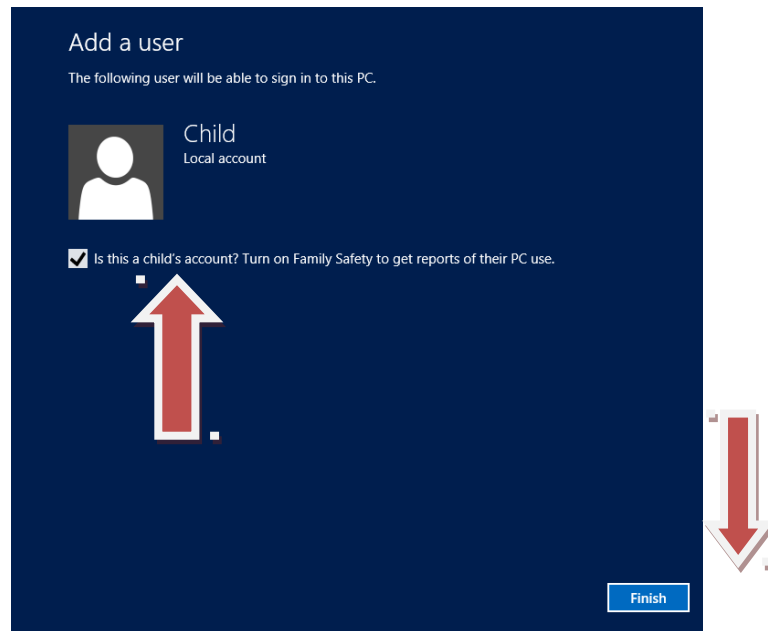 Add a user
The following user will be able to sign in to this PC.
Child
Local account
Is this a child's account? Turn on Family Safety to get reports of their PC use.
Finish